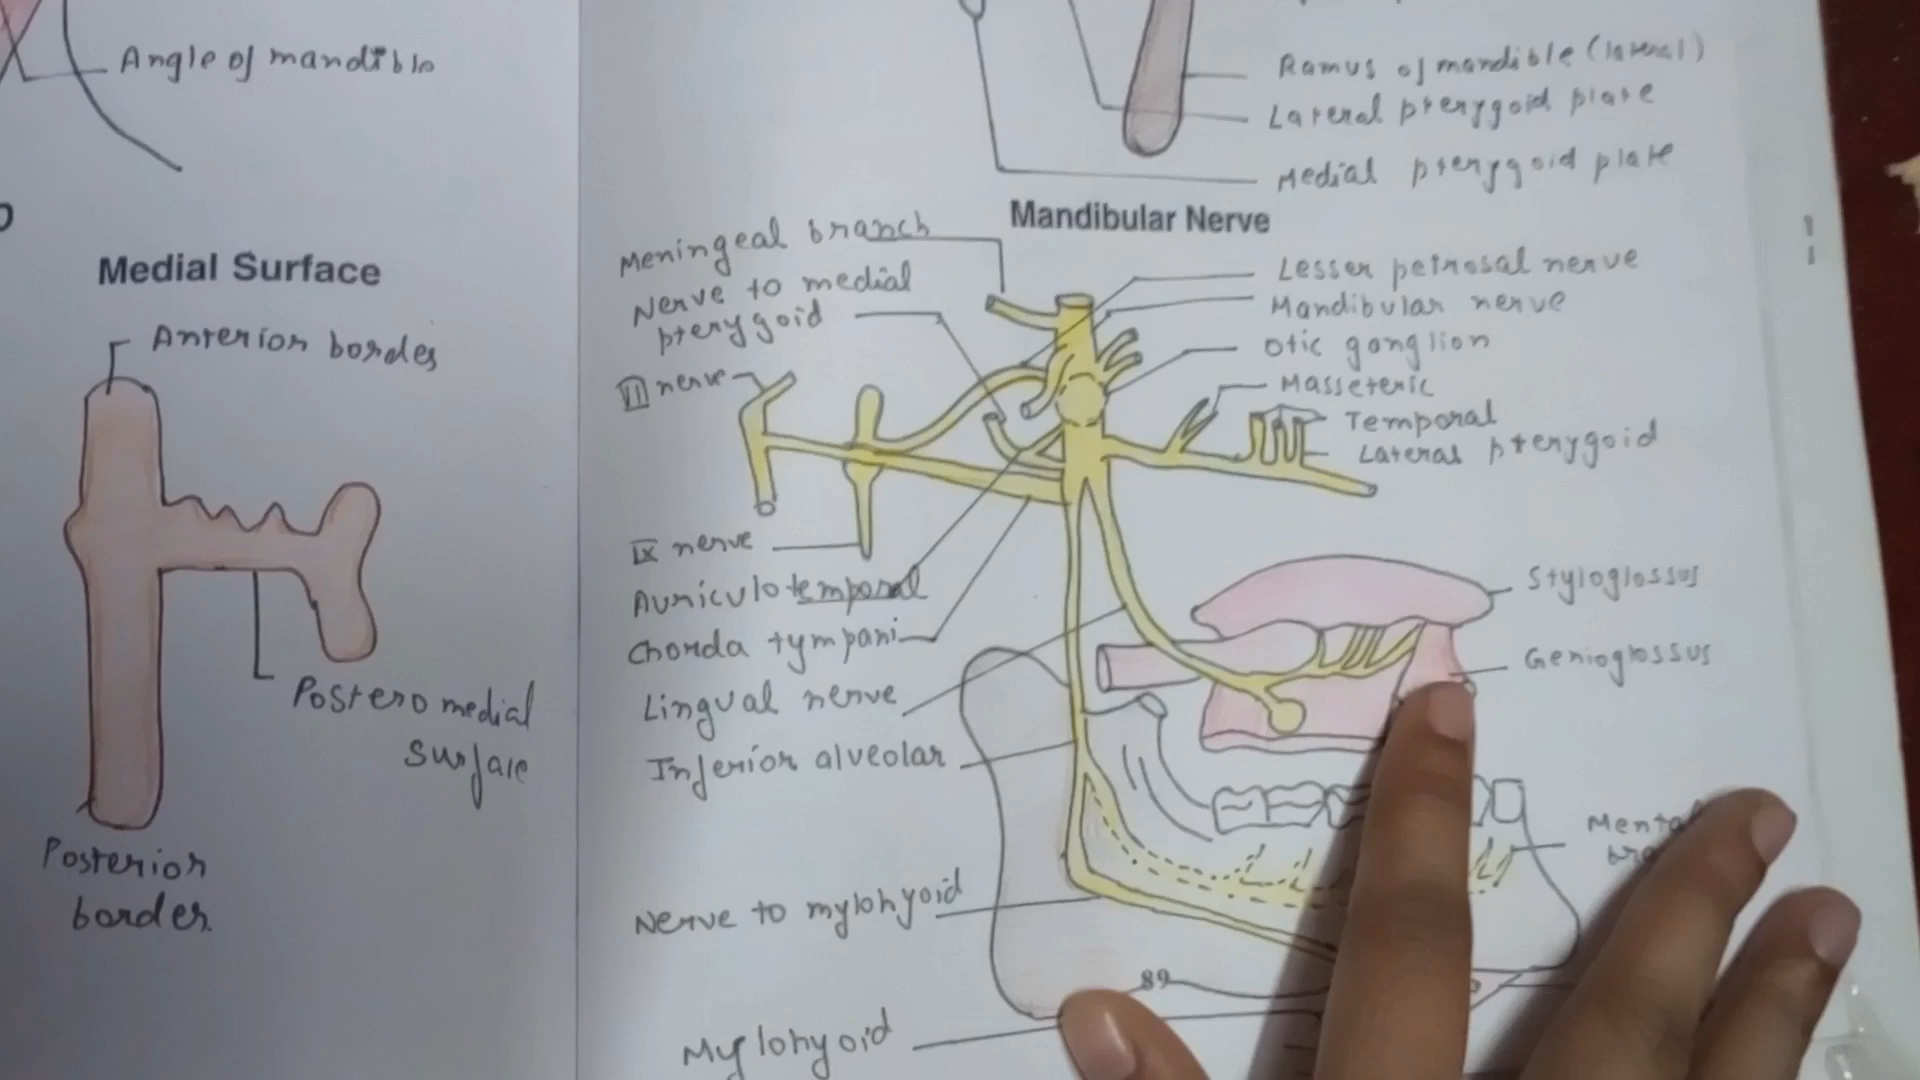 Angle of mandible
Medial Surface
Anterior border
Postero medial
surface
Posterior
border
Ramus of mandible (lateral)
Lateral pterygoid plate
Medial pterygoid plate
Mandibular Nerve
Meningeal branch
Nerve to medial
pterygoid
VII nerve
IX nerve
Auriculo temporal
Chorda tympani
Lingual nerve
Inferior alveolar
Nerve to mylohyoid
Mylohyoid
Lesser petrosal nerve
Mandibular nerve
Otic ganglion
Masseteric
Temporal
Lateral pterygoid
Styloglossus
Genioglossus
Mental
89